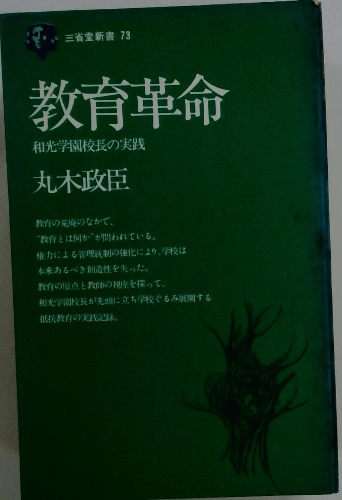 三省堂新書 73
教育革命
和光学園校長の実践
丸木政臣
教育の荒廃のなかで、
“教育とは何か”が問われている。
権力による管理統制の強化により、学校は
本来あるべき創造性を失った。
教育の原点と教師の視座を探って、
和光学園校長が先頭に立ち学校ぐるみ展開する
抵抗教育の実践記録。